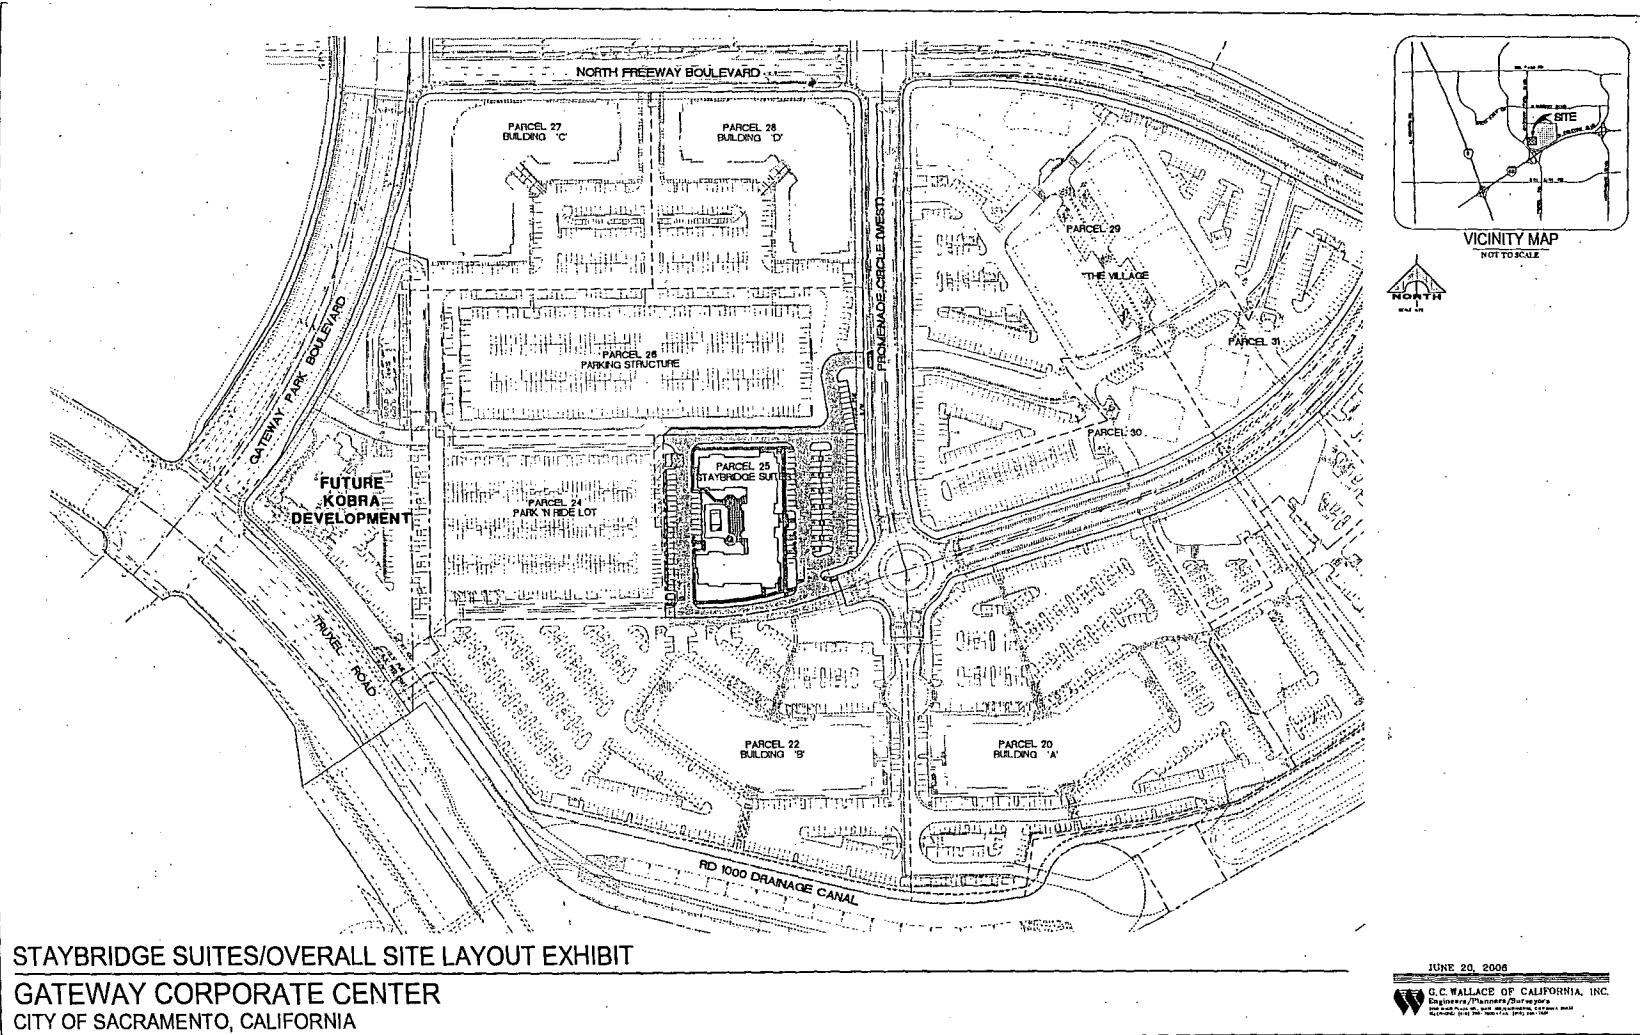 NORTH FREEWAY BOULEVARD
PARCEL 27
BUILDING 'C'
PARCEL 28
BUILDING 'D'
SITE
VICINITY MAP
NOT TO SCALE
NORTH
PROMENADE CIRCLE (WEST)
PARCEL 29
"THE VILLAGE
PARCEL 31
GATEWAY PARK BOULEVARD
PARCEL 26
PARKING STRUCTURE
PARCEL 30
PARCEL 25
STAYBRIDGE SUITES
FUTURE
KOBRA
DEVELOPMENT
PARCEL 24
PARK 'N RIDE LOT
TRUXEL ROAD
PARCEL 22
BUILDING 'B'
PARCEL 20
BUILDING 'A'
RD 1000 DRAINAGE CANAL
STAYBRIDGE SUITES/OVERALL SITE LAYOUT EXHIBIT
GATEWAY CORPORATE CENTER
CITY OF SACRAMENTO, CALIFORNIA
JUNE 20, 2006
G.C. WALLACE OF CALIFORNIA, INC.
Engineers/Planners/Surveyors